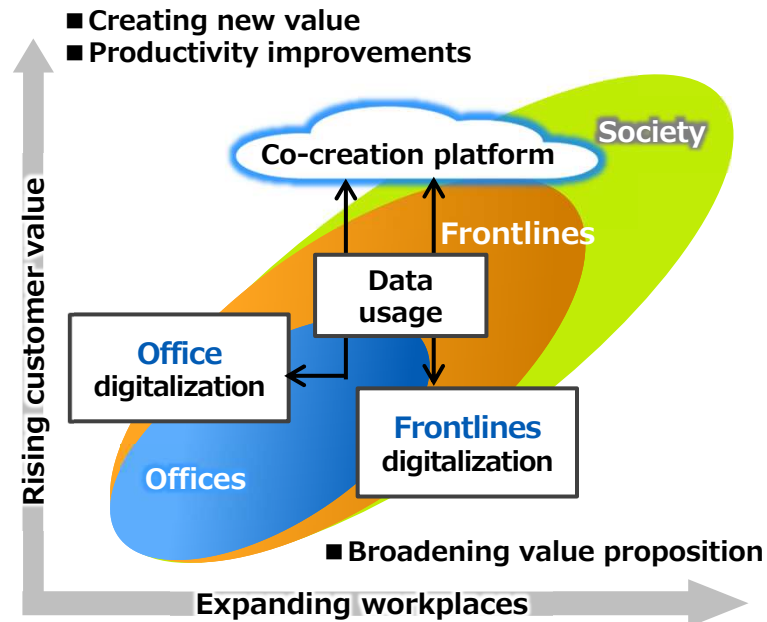 ■ Creating new value
■ Productivity improvements
Society
Co-creation platform
Frontlines
Data
usage
Office
digitalization
Frontlines
digitalization
Offices
■ Broadening value proposition
Rising customer value
Expanding workplaces